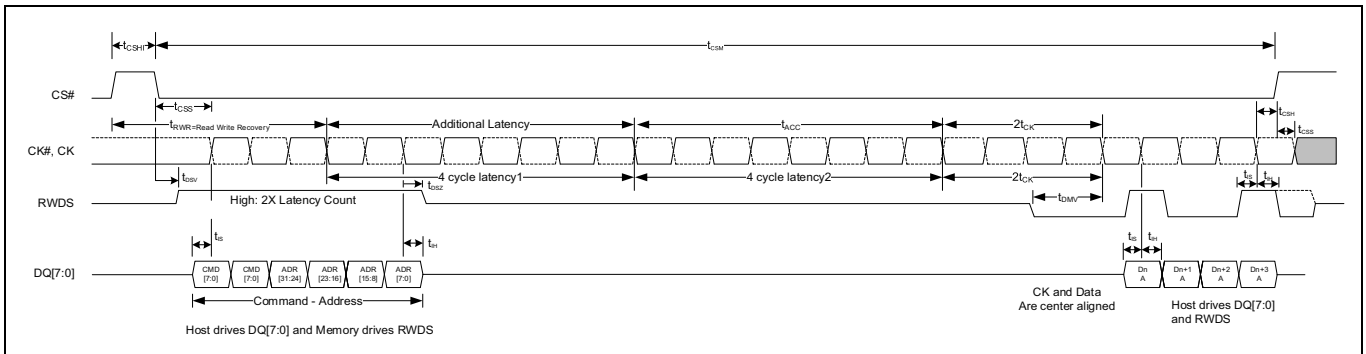 tCSHI
tCSM
CS#
tCSS
tRWR=Read Write Recovery
Additional Latency
tACC
2tCK
tCSH
tCSS
CK#, CK
tDSV
4 cycle latency1
tDSZ
4 cycle latency2
2tCK
RWDS
High: 2X Latency Count
tDMV
tIS
tIH
tIS
tIH
tIS
tIH
DQ[7:0]
CMD [7:0]
CMD [7:0]
ADR [31:24]
ADR [23:16]
ADR [15:8]
ADR [7:0]
Dn A
Dn+1 A
Dn+2 A
Dn+3 A
Command - Address
CK and Data
Are center aligned
Host drives DQ[7:0]
and RWDS
Host drives DQ[7:0] and Memory drives RWDS